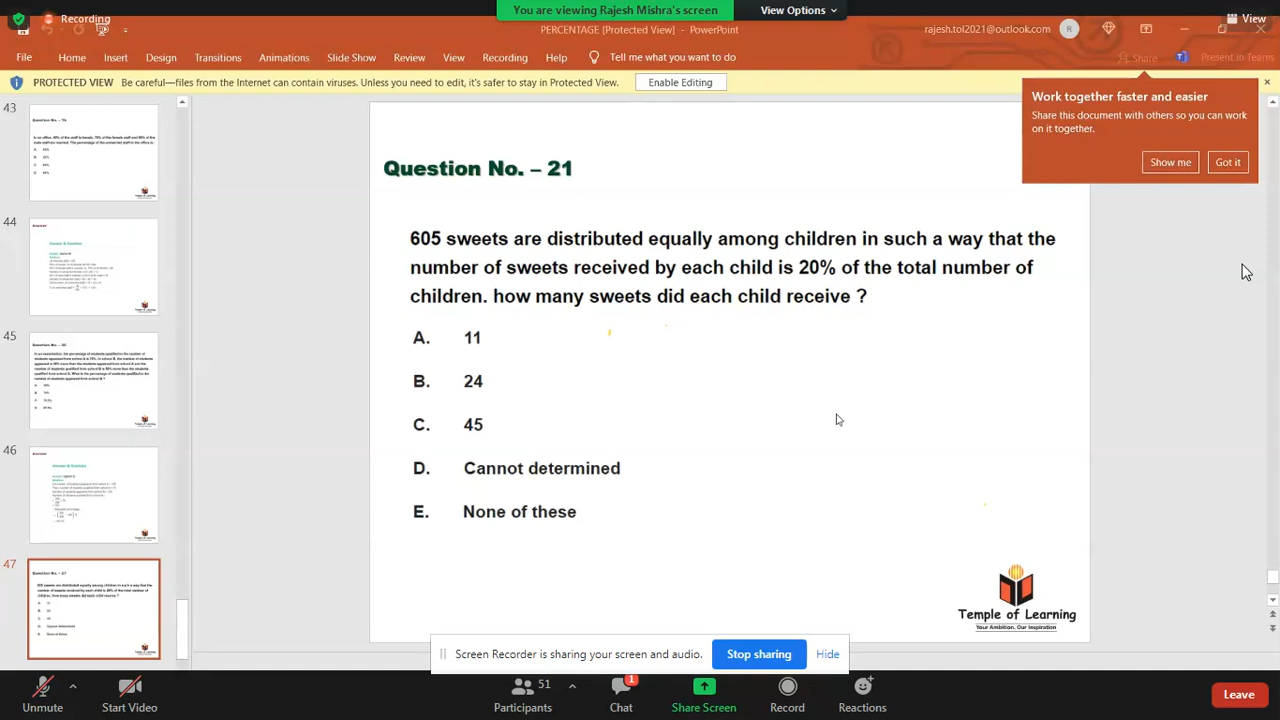 You are viewing Rajesh Mishra's screen
View Options
Recording
View
PERCENTAGE [Protected View] - PowerPoint
rajesh.tol2021@outlook.com
R
File
Home
Insert
Design
Transitions
Animations
Slide Show
Review
View
Recording
Help
Tell me what you want to do
Share
Present in Teams
PROTECTED VIEW
Be careful—files from the Internet can contain viruses. Unless you need to edit, it's safer to stay in Protected View.
Enable Editing
Work together faster and easier
Share this document with others so you can work
on it together.
Show me
Got it
43
44
45
46
47
Question No. – 21
605 sweets are distributed equally among children in such a way that the
number of sweets received by each child is 20% of the total number of
children. how many sweets did each child receive ?
A. 11
B. 24
C. 45
D. Cannot determined
E. None of these
Temple of Learning
Your Ambition, Our Inspiration
Screen Recorder is sharing your screen and audio.
Stop sharing
Hide
Unmute
Start Video
51
Participants
1
Chat
Share Screen
Record
Reactions
Leave